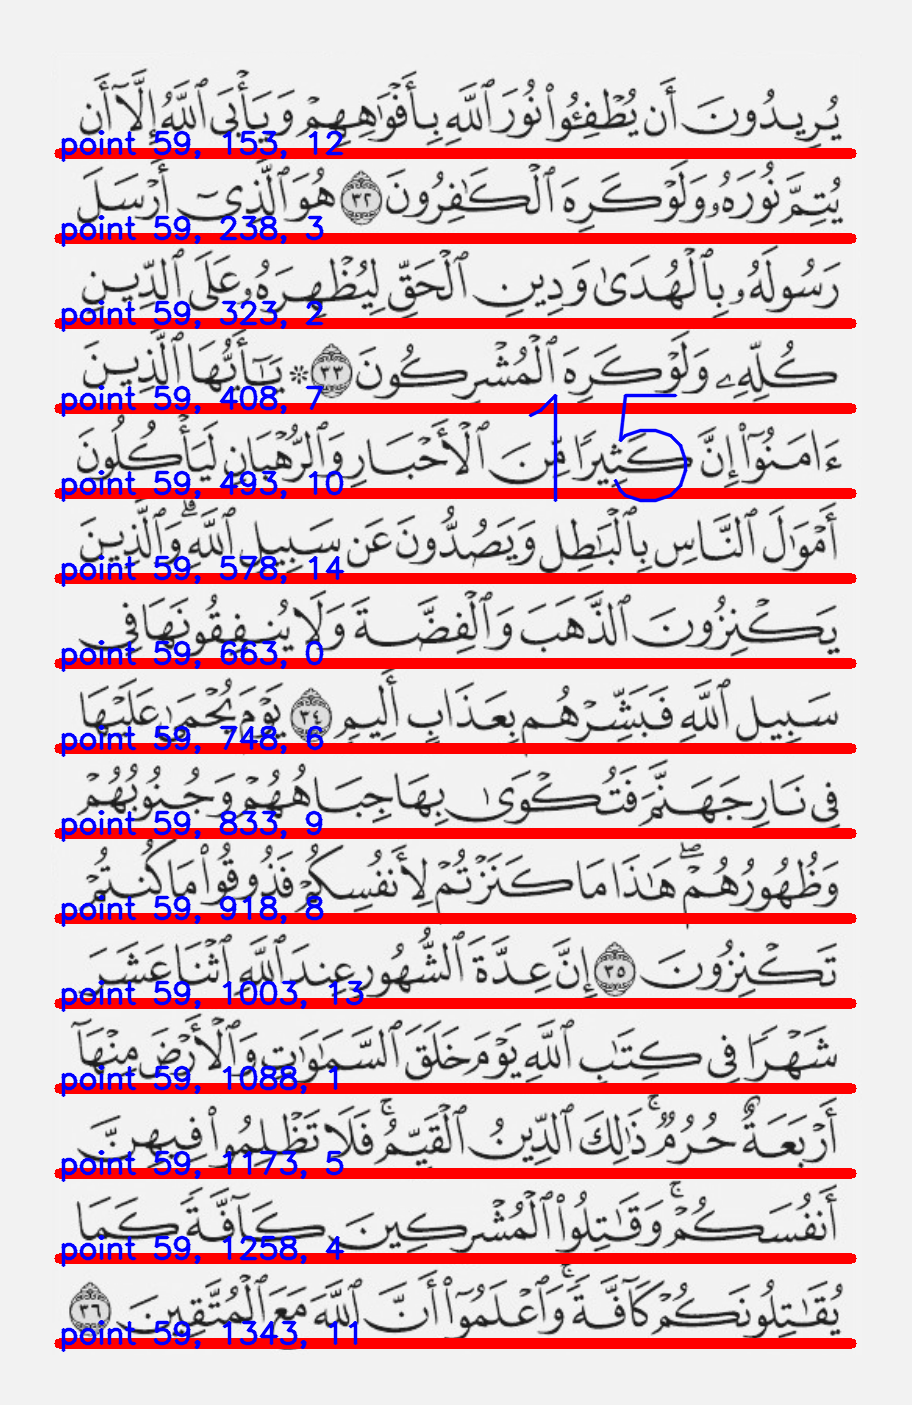 يُرِيدُونَ أَن يُطْفِـُٔوا۟ نُورَ ٱللَّهِ بِأَفْوَٰهِهِمْ وَيَأْبَى ٱللَّهُ إِلَّآ أَن
point 59, 153, 12
يُتِمَّ نُورَهُۥ وَلَوْ كَرِهَ ٱلْكَٰفِرُونَ ٣٢ هُوَ ٱلَّذِىٓ أَرْسَلَ
point 59, 238, 3
رَسُولَهُۥ بِٱلْهُدَىٰ وَدِينِ ٱلْحَقِّ لِيُظْهِرَهُۥ عَلَى ٱلدِّينِ
point 59, 323, 2
كُلِّهِۦ وَلَوْ كَرِهَ ٱلْمُشْرِكُونَ ٣٣ ۞ يَٰٓأَيُّهَا ٱلَّذِينَ
point 59, 408, 7
15
ءَامَنُوٓا۟ إِنَّ كَثِيرًا مِّنَ ٱلْأَحْبَارِ وَٱلرُّهْبَانِ لَيَأْكُلُونَ
point 59, 493, 10
أَمْوَٰلَ ٱلنَّاسِ بِٱلْبَٰطِلِ وَيَصُدُّونَ عَن سَبِيلِ ٱللَّهِ ۗ وَٱلَّذِينَ
point 59, 578, 14
يَكْنِزُونَ ٱلذَّهَبَ وَٱلْفِضَّةَ وَلَا يُنفِقُونَهَا فِى
point 59, 663, 0
سَبِيلِ ٱللَّهِ فَبَشِّرْهُم بِعَذَابٍ أَلِيمٍ ٣٤ يَوْمَ يُحْمَىٰ عَلَيْهَا
point 59, 748, 6
فِى نَارِ جَهَنَّمَ فَتُكْوَىٰ بِهَا جِبَاهُهُمْ وَجُنُوبُهُمْ
point 59, 833, 9
وَظُهُورُهُمْ ۖ هَٰذَا مَا كَنَزْتُمْ لِأَنفُسِكُمْ فَذُوقُوا۟ مَا كُنتُمْ
point 59, 918, 8
تَكْنِزُونَ ٣٥ إِنَّ عِدَّةَ ٱلشُّهُورِ عِندَ ٱللَّهِ ٱثْنَا عَشَرَ
point 59, 1003, 13
شَهْرًا فِى كِتَٰبِ ٱللَّهِ يَوْمَ خَلَقَ ٱلسَّمَٰوَٰتِ وَٱلْأَرْضَ مِنْهَآ
point 59, 1088, 1
أَرْبَعَةٌ حُرُمٌ ۚ ذَٰلِكَ ٱلدِّينُ ٱلْقَيِّمُ ۚ فَلَا تَظْلِمُوا۟ فِيهِنَّ
point 59, 1173, 5
أَنفُسَكُمْ ۚ وَقَٰتِلُوا۟ ٱلْمُشْرِكِينَ كَآفَّةً كَمَا
point 59, 1258, 4
يُقَٰتِلُونَكُمْ كَآفَّةً ۚ وَٱعْلَمُوٓا۟ أَنَّ ٱللَّهَ مَعَ ٱلْمُتَّقِينَ ٣٦
point 59, 1343, 11